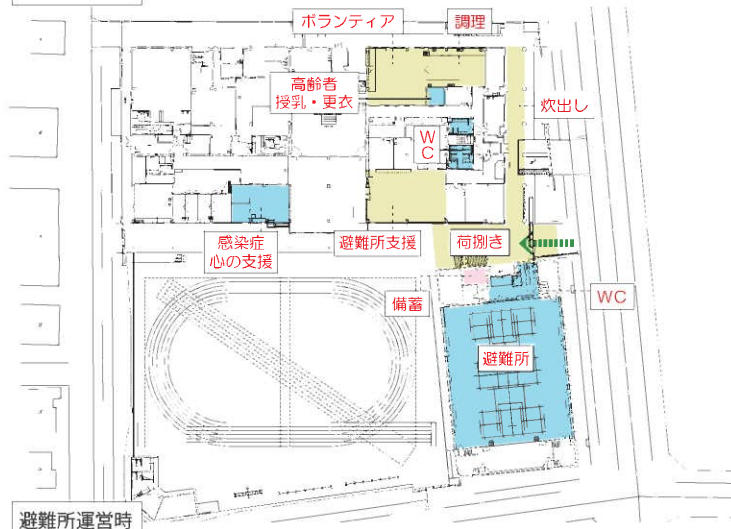 ボランティア
調理
高齢者
授乳・更衣
炊出し
WC
感染症
心の支援
避難所支援
荷捌き
備蓄
WC
避難所
避難所運営時